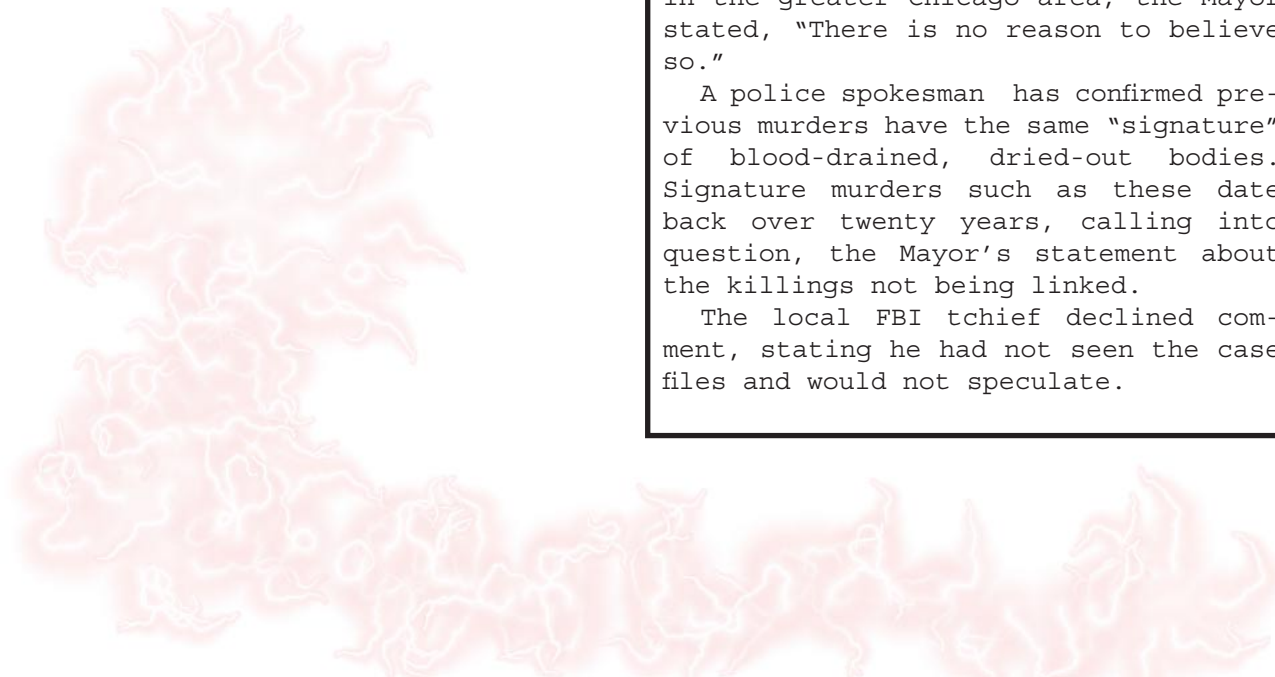 in the greater Chicago area, the Mayor
stated, “There is no reason to believe
so.”
A police spokesman has confirmed pre-
vious murders have the same “signature”
of blood-drained, dried-out bodies.
Signature murders such as these date
back over twenty years, calling into
question, the Mayor’s statement about
the killings not being linked.
The local FBI tchief declined com-
ment, stating he had not seen the case
files and would not speculate.